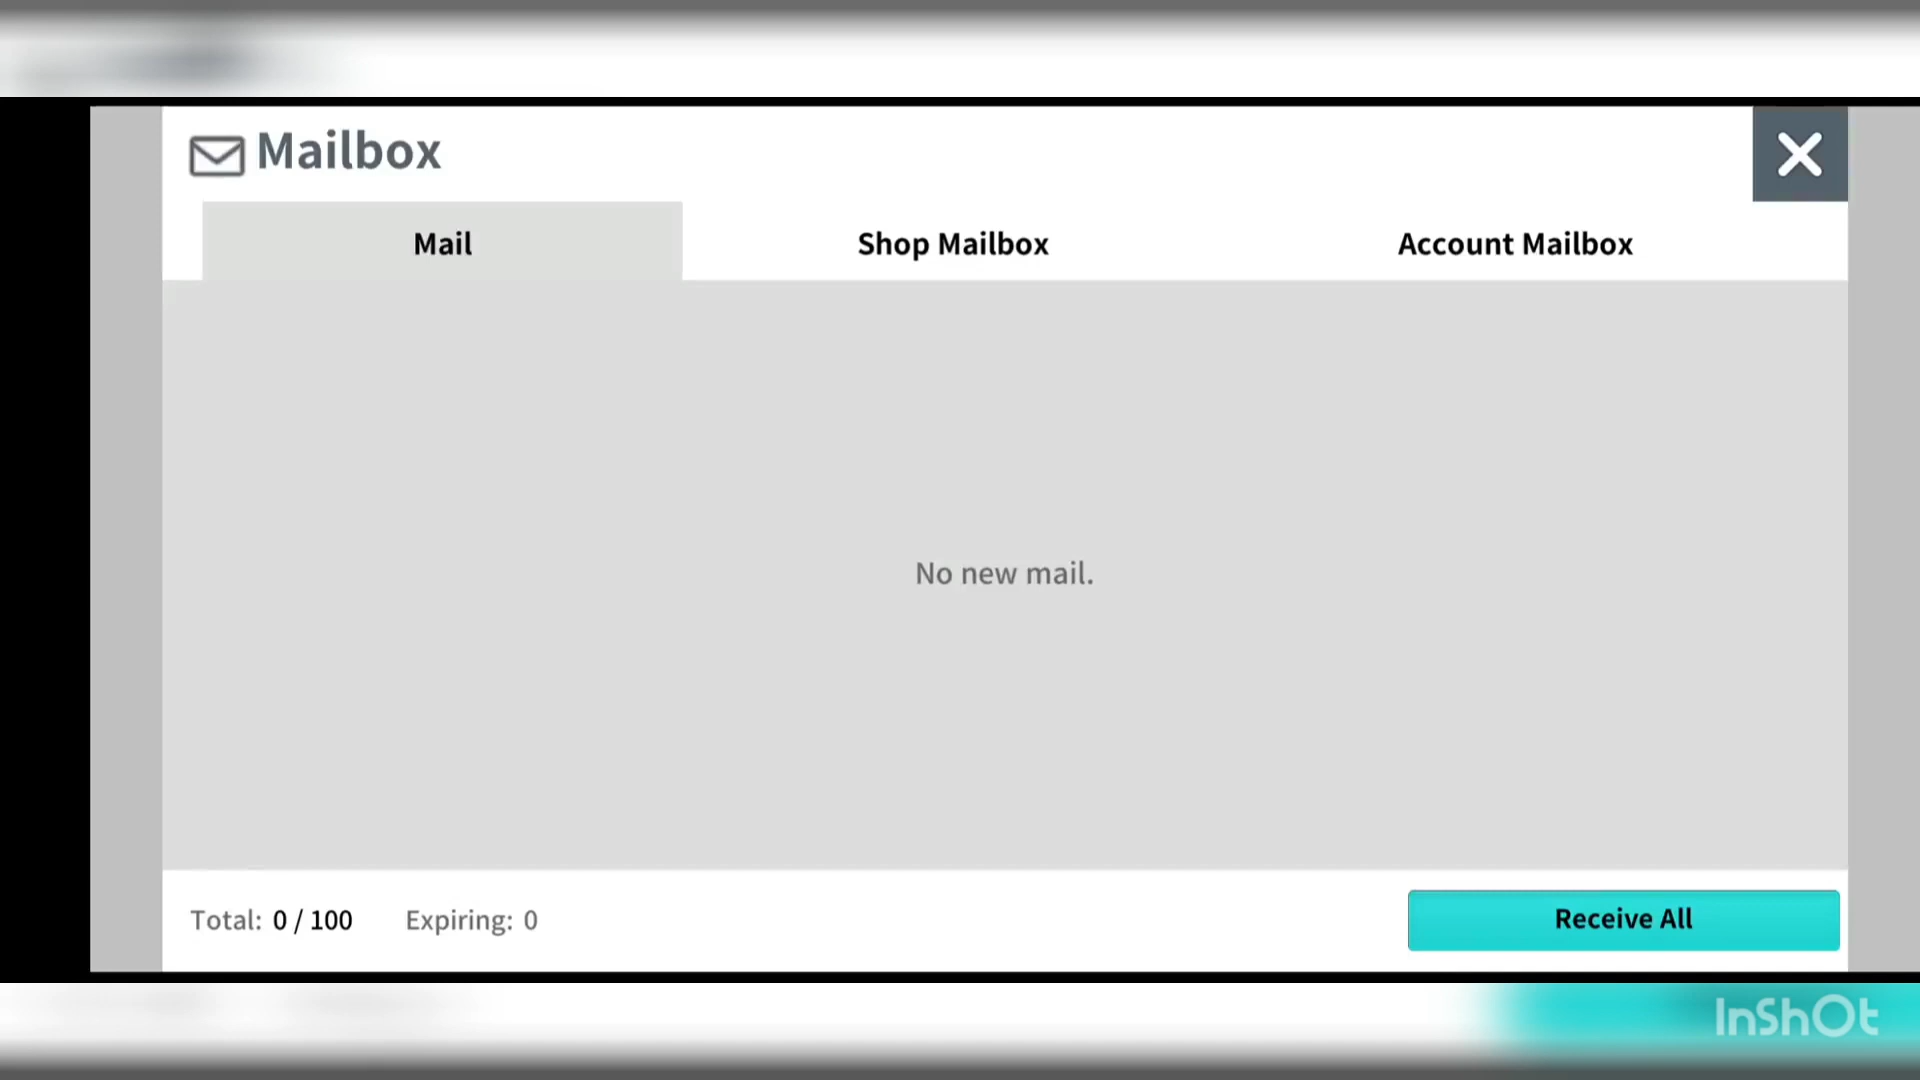 Mailbox
Mail
Shop Mailbox
Account Mailbox
No new mail.
Total: 0 / 100
Expiring: 0
Receive All
InShOt